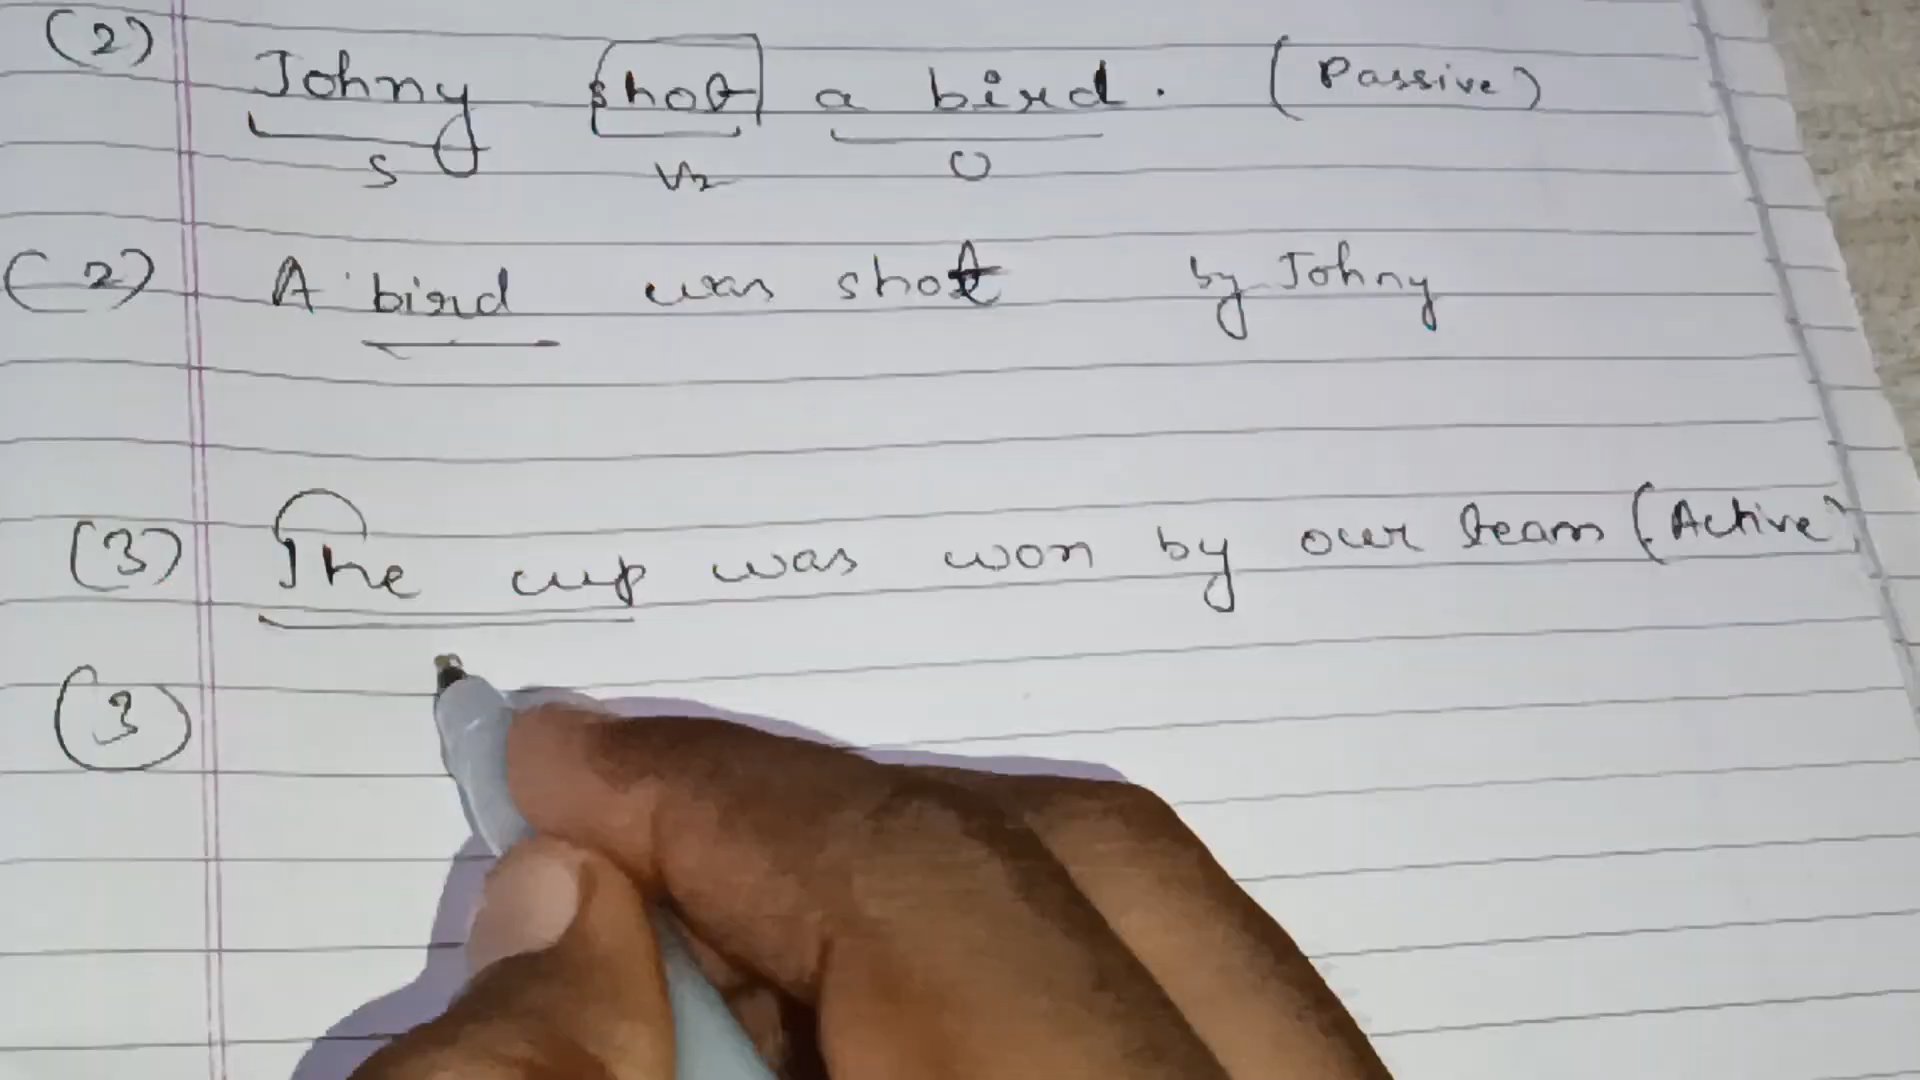 (2) Johny shot a bird. (Passive)
S V2 O
(2) A bird was shot by Johny
(3) The cup was won by our team (Active)
(3)